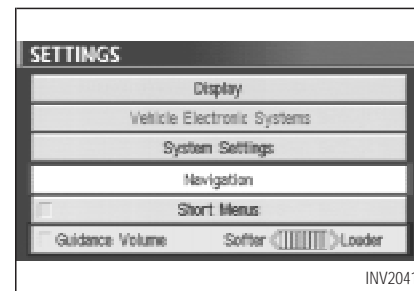 SETTINGS
Display
Vehicle Electronic Systems
System Settings
Navigation
Short Menus
Guidance Volume Softer Louder
INV2041